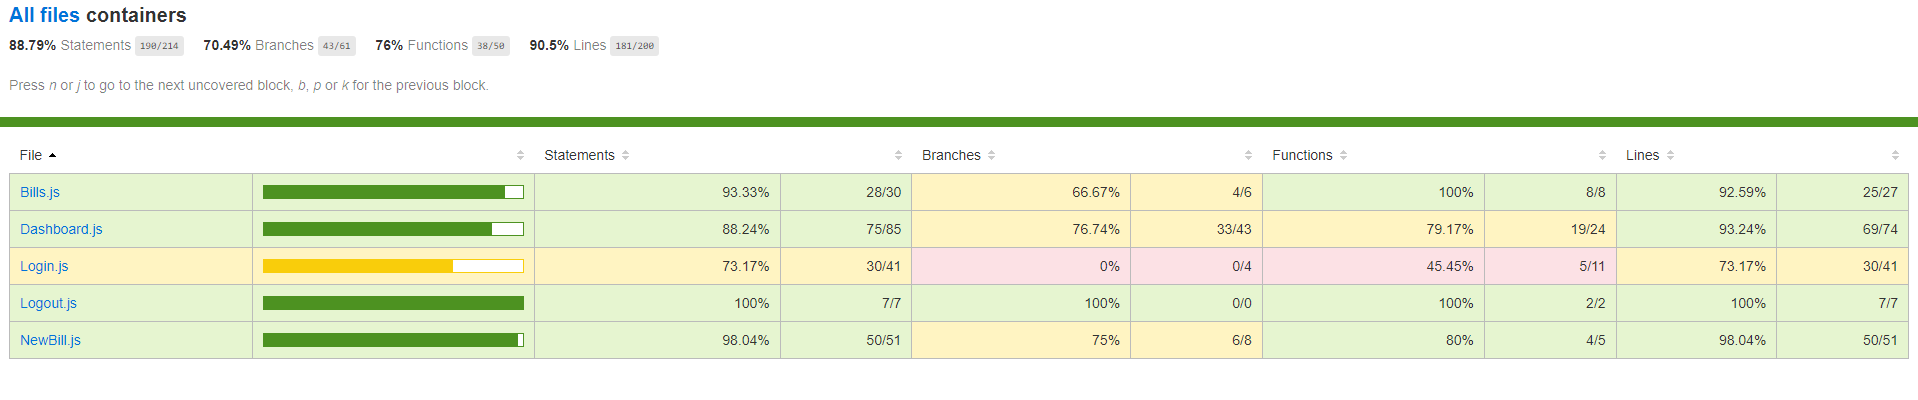 All files containers
88.79% Statements 190/214 70.49% Branches 43/61 76% Functions 38/50 90.5% Lines 181/200
Press n or j to go to the next uncovered block, b, p or k for the previous block.
File Statements Branches Functions Lines
Bills.js 93.33% 28/30 66.67% 4/6 100% 8/8 92.59% 25/27
Dashboard.js 88.24% 75/85 76.74% 33/43 79.17% 19/24 93.24% 69/74
Login.js 73.17% 30/41 0% 0/4 45.45% 5/11 73.17% 30/41
Logout.js 100% 7/7 100% 0/0 100% 2/2 100% 7/7
NewBill.js 98.04% 50/51 75% 6/8 80% 4/5 98.04% 50/51